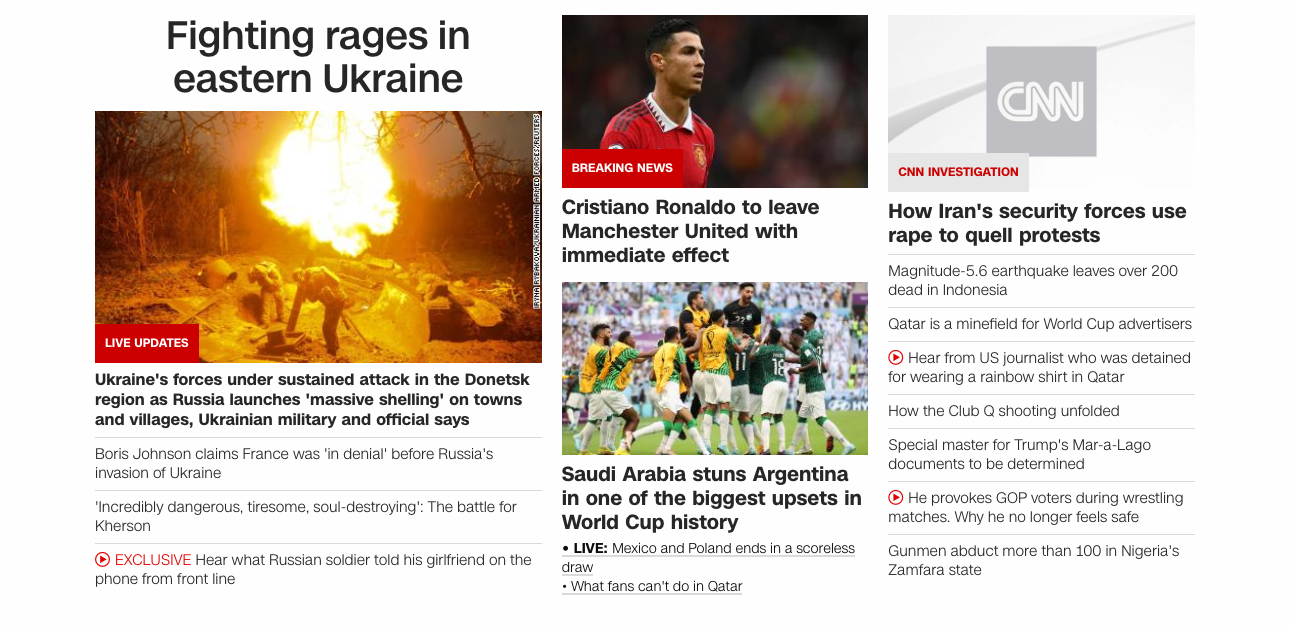 Fighting rages in
eastern Ukraine
IRYNA RYBAKOVA/UKRAINIAN ARMED FORCES/REUTERS
LIVE UPDATES
Ukraine's forces under sustained attack in the Donetsk
region as Russia launches 'massive shelling' on towns
and villages, Ukrainian military and official says
Boris Johnson claims France was 'in denial' before Russia's
invasion of Ukraine
'Incredibly dangerous, tiresome, soul-destroying': The battle for
Kherson
EXCLUSIVE Hear what Russian soldier told his girlfriend on the
phone from front line
BREAKING NEWS
Cristiano Ronaldo to leave
Manchester United with
immediate effect
22
11
18
Saudi Arabia stuns Argentina
in one of the biggest upsets in
World Cup history
• LIVE: Mexico and Poland ends in a scoreless
draw
• What fans can't do in Qatar
CNN
CNN INVESTIGATION
How Iran's security forces use
rape to quell protests
Magnitude-5.6 earthquake leaves over 200
dead in Indonesia
Qatar is a minefield for World Cup advertisers
Hear from US journalist who was detained
for wearing a rainbow shirt in Qatar
How the Club Q shooting unfolded
Special master for Trump's Mar-a-Lago
documents to be determined
He provokes GOP voters during wrestling
matches. Why he no longer feels safe
Gunmen abduct more than 100 in Nigeria's
Zamfara state